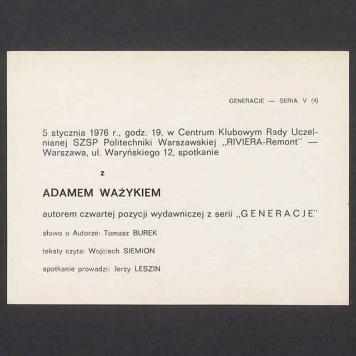 GENERACJE — SERIA V (4)
5 stycznia 1976 r., godz. 19, w Centrum Klubowym Rady Uczel-
nianej SZSP Politechniki Warszawskiej „RIVIERA-Remont" —
Warszawa, ul. Waryńskiego 12, spotkanie
z
ADAMEM WAŻYKIEM
autorem czwartej pozycji wydawniczej z serii „GENERACJE"
słowo o Autorze: Tomasz BUREK
teksty czyta: Wojciech SIEMION
spotkanie prowadzi: Jerzy LESZIN